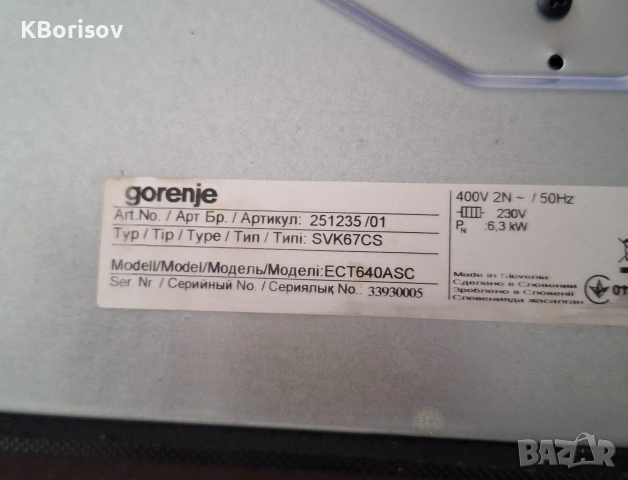 KBorisov
gorenje
Art.No. / Арт Бр. / Артикул: 251235 /01
Typ / Tip / Type / Тип / Типі: SVK67CS
Modell/Model/Модель/Моделі:ECT640ASC
Ser. Nr / Серийный No. / Сериялық No.: 33930005
400V 2N ~ / 50Hz
230V
PN :6,3 kW
Made in Slovenia
Сделано в Словении
Зроблено в Словенії
Словенияда жасалған
01
BAZAR